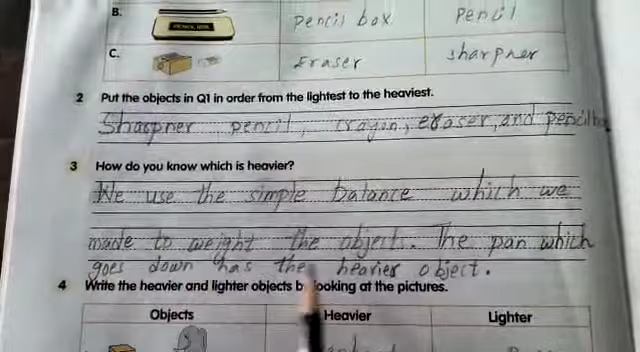 B. pencil box pencil
C. Eraser sharpner
2 Put the objects in Q1 in order from the lightest to the heaviest.
Sharpner pencil, crayon, eraser, and pencilbo
3 How do you know which is heavier?
We use the simple balance which we
made to weight the object. The pan which
goes down has the heavier object.
4 Write the heavier and lighter objects by looking at the pictures.
Objects Heavier Lighter